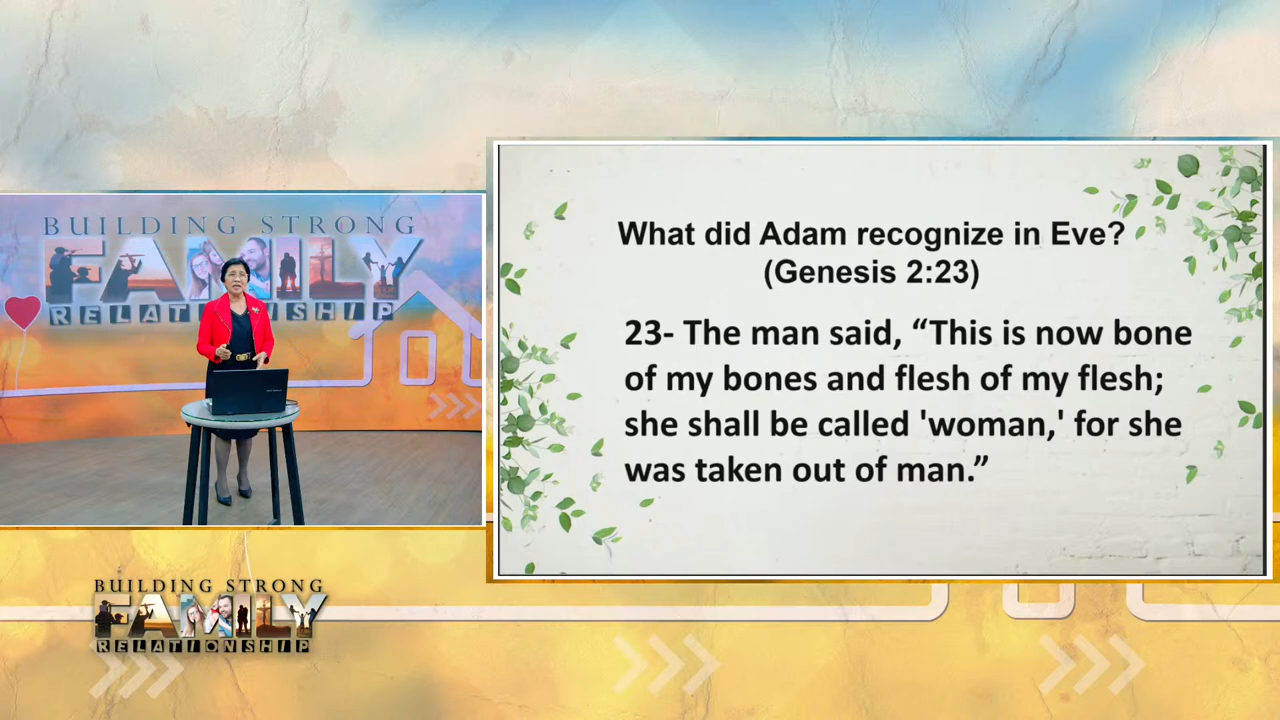 BUILDING STRONG
FAMILY
RELATIONSHIP
What did Adam recognize in Eve?
(Genesis 2:23)
23- The man said, “This is now bone
of my bones and flesh of my flesh;
she shall be called 'woman,' for she
was taken out of man.”
BUILDING STRONG
FAMILY
RELATIONSHIP